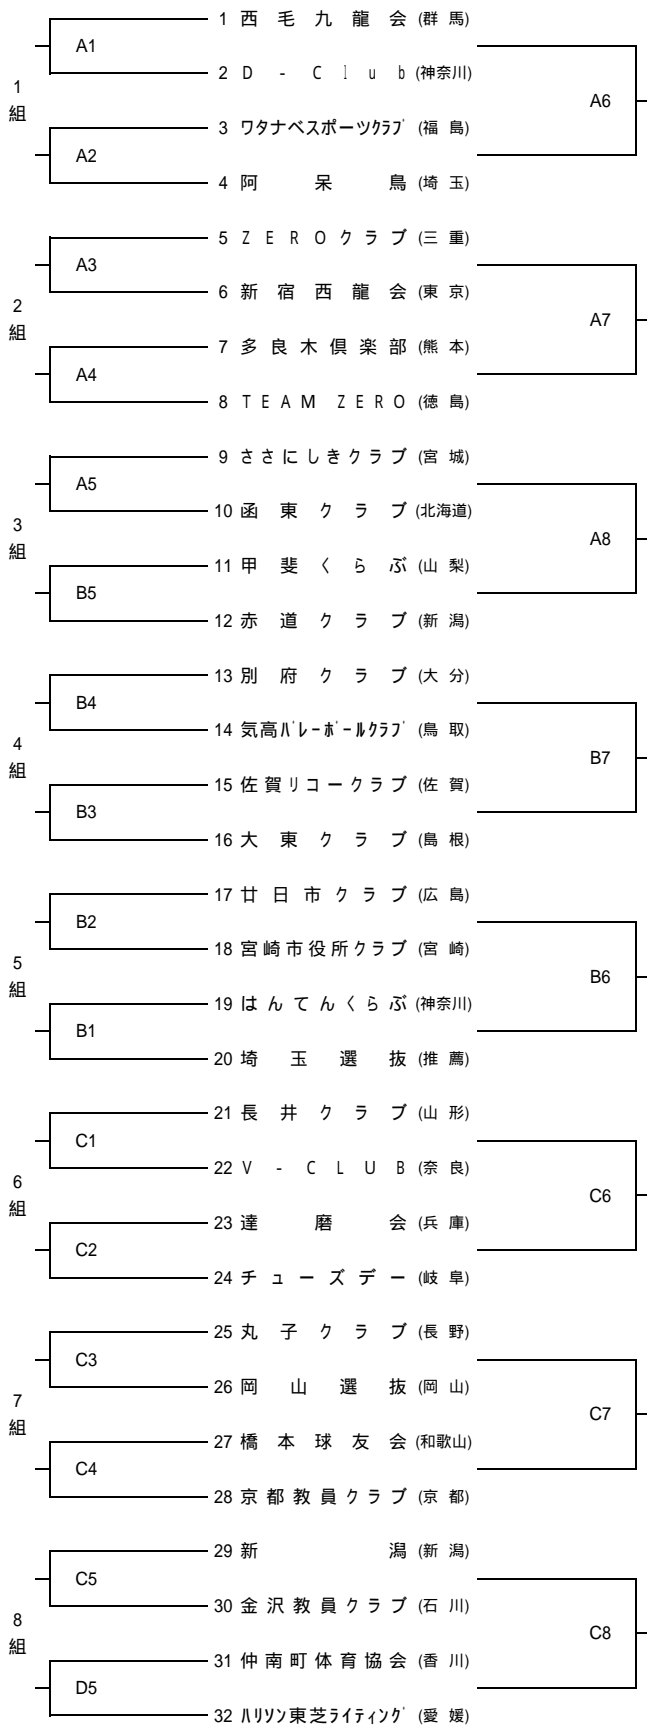 1 西毛九龍会 (群馬)
A1
2 D-Club (神奈川)
1組
A6
3 ワタナベスポーツクラブ (福島)
A2
4 阿呆鳥 (埼玉)
5 ZEROクラブ (三重)
A3
6 新宿西龍会 (東京)
2組
A7
7 多良木倶楽部 (熊本)
A4
8 TEAM ZERO (徳島)
9 ささにしきクラブ (宮城)
A5
10 函東クラブ (北海道)
3組
A8
11 甲斐くらぶ (山梨)
B5
12 赤道クラブ (新潟)
13 別府クラブ (大分)
B4
14 気高バレーボールクラブ (鳥取)
4組
B7
15 佐賀リコークラブ (佐賀)
B3
16 大東クラブ (島根)
17 廿日市クラブ (広島)
B2
18 宮崎市役所クラブ (宮崎)
5組
B6
19 はんてんくらぶ (神奈川)
B1
20 埼玉選抜 (推薦)
21 長井クラブ (山形)
C1
22 V-CLUB (奈良)
6組
C6
23 達磨会 (兵庫)
C2
24 チューズデー (岐阜)
25 丸子クラブ (長野)
C3
26 岡山選抜 (岡山)
7組
C7
27 橋本球友会 (和歌山)
C4
28 京都教員クラブ (京都)
29 新潟 (新潟)
C5
30 金沢教員クラブ (石川)
8組
C8
31 仲南町体育協会 (香川)
D5
32 ハリソン東芝ライティング (愛媛)